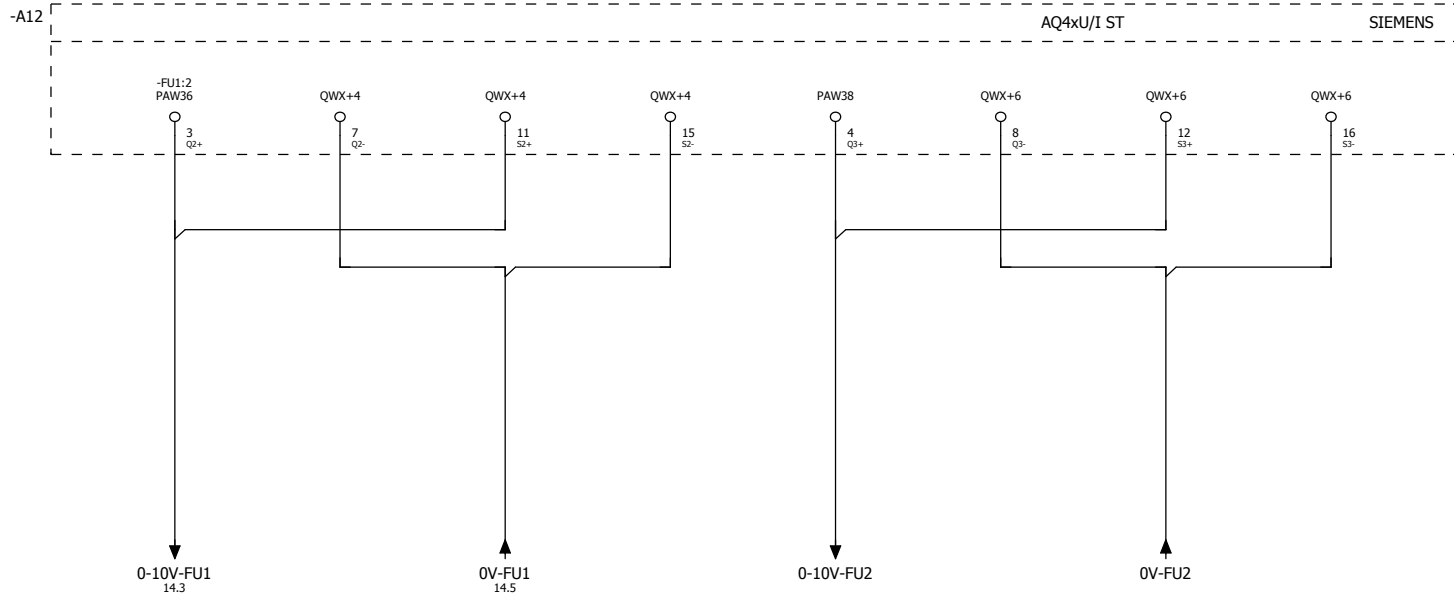 -A12
AQ4xU/I ST
SIEMENS
-FU1:2
PAW36
QWX+4
QWX+4
QWX+4
PAW38
QWX+6
QWX+6
QWX+6
3
Q2+
7
Q2-
11
S2+
15
S2-
4
Q3+
8
Q3-
12
S3+
16
S3-
0-10V-FU1
14.3
0V-FU1
14.5
0-10V-FU2
0V-FU2